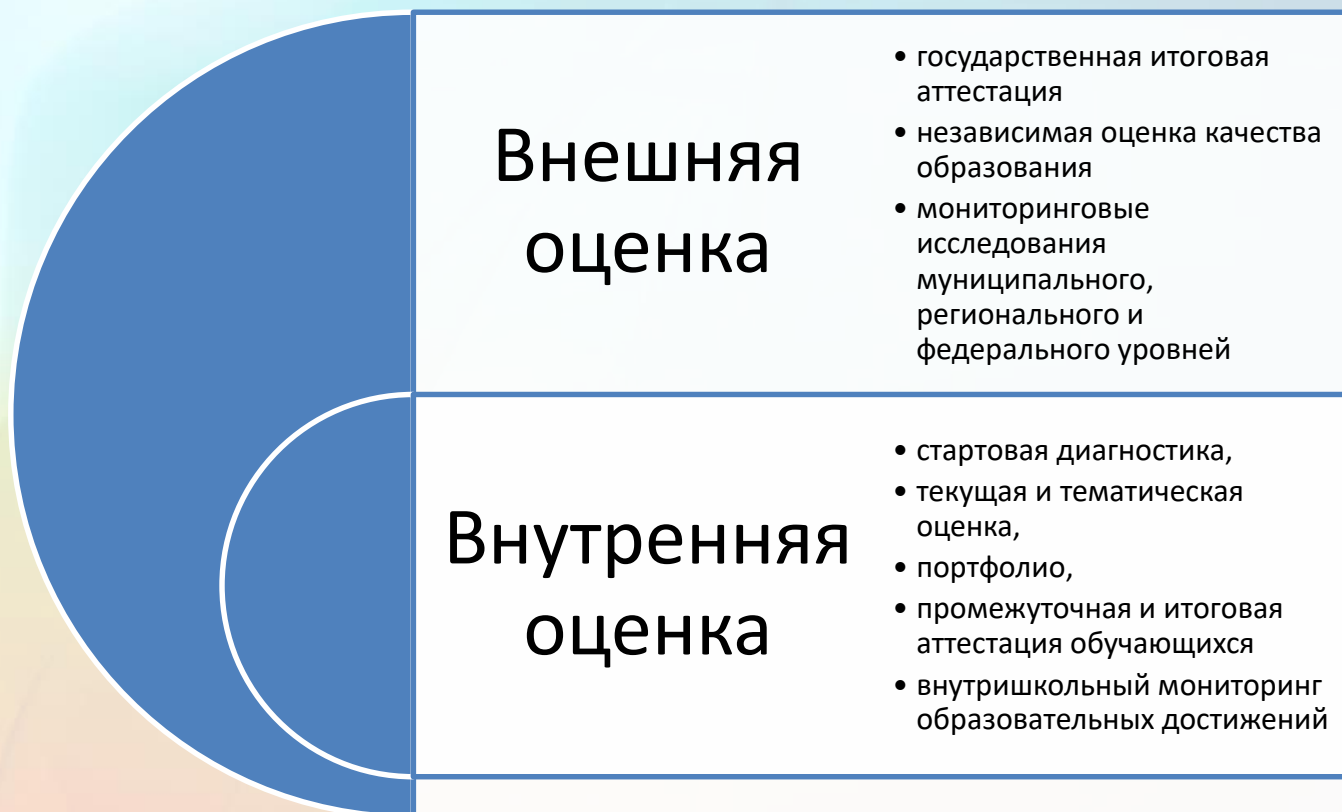 Внешняя
оценка
• государственная итоговая
аттестация
• независимая оценка качества
образования
• мониторинговые
исследования
муниципального,
регионального и
федерального уровней
Внутренняя
оценка
• стартовая диагностика,
• текущая и тематическая
оценка,
• портфолио,
• промежуточная и итоговая
аттестация обучающихся
• внутришкольный мониторинг
образовательных достижений